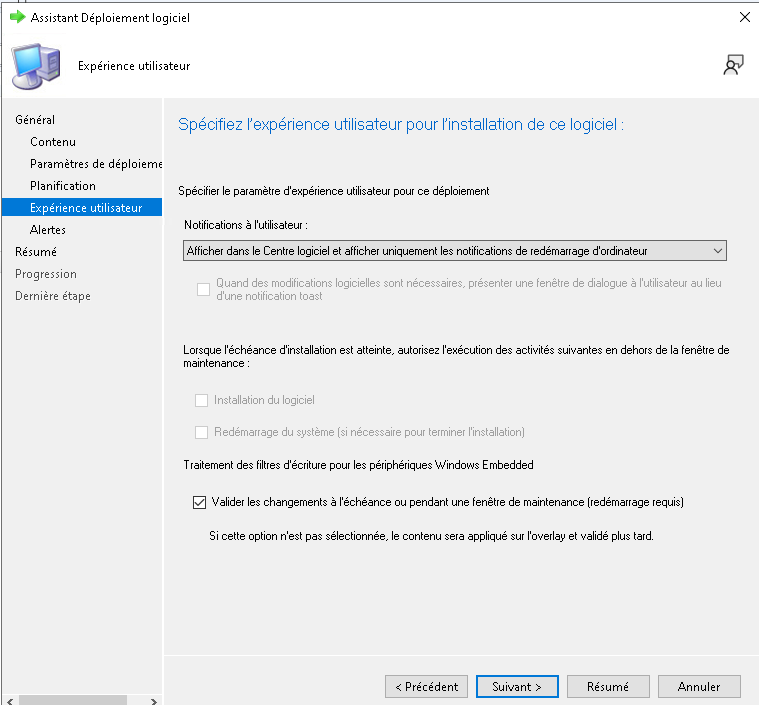 Assistant Déploiement logiciel
Expérience utilisateur
Général
Contenu
Paramètres de déploieme
Planification
Expérience utilisateur
Alertes
Résumé
Progression
Dernière étape
Spécifiez l'expérience utilisateur pour l'installation de ce logiciel :
Spécifier le paramètre d'expérience utilisateur pour ce déploiement
Notifications à l'utilisateur :
Afficher dans le Centre logiciel et afficher uniquement les notifications de redémarrage d'ordinateur
Quand des modifications logicielles sont nécessaires, présenter une fenêtre de dialogue à l'utilisateur au lieu
d'une notification toast
Lorsque l'échéance d'installation est atteinte, autorisez l'exécution des activités suivantes en dehors de la fenêtre de
maintenance :
Installation du logiciel
Redémarrage du système (si nécessaire pour terminer l'installation)
Traitement des filtres d'écriture pour les périphériques Windows Embedded
Valider les changements à l'échéance ou pendant une fenêtre de maintenance (redémarrage requis)
Si cette option n'est pas sélectionnée, le contenu sera appliqué sur l'overlay et validé plus tard.
< Précédent
Suivant >
Résumé
Annuler